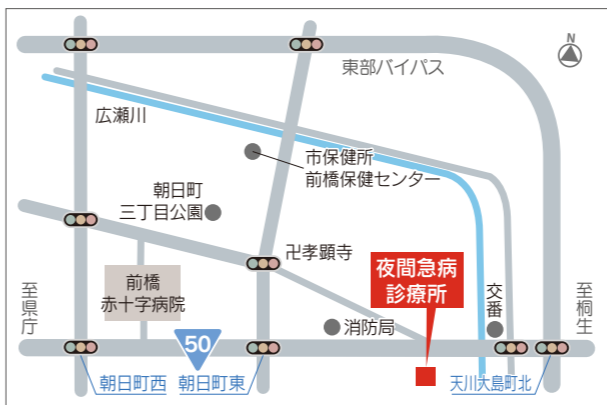 N
東部バイパス
広瀬川
市保健所
前橋保健センター
朝日町
三丁目公園
卍孝顕寺
夜間急病
診療所
前橋
赤十字病院
至県庁
交番
至桐生
50
消防局
朝日町西
朝日町東
天川大島町北